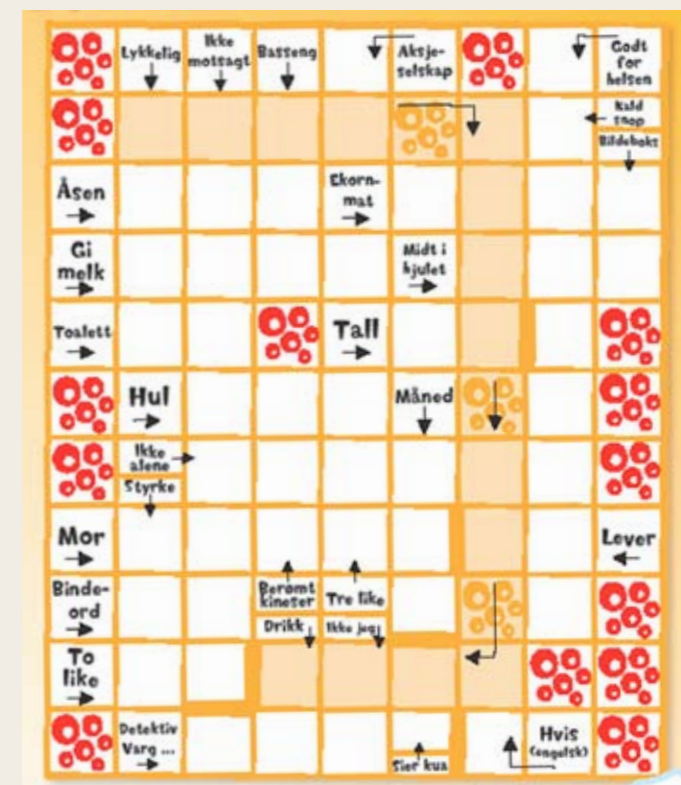 Lykkelig
Ikke
motsagt
Basseng
Aksje-
selskap
Godt
for
helsen
Kald
snop
Bildeboks
Åsen
Ekorn-
mat
Gi
melk
Midt i
hjulet
Toalett
Tall
Hul
Måned
Ikke
alene
Styrke
Mor
Lever
Binde-
ord
Berømt
kineser
Tre like
Drikk
Ikke jeg
To
like
Detektiv
Varg ...
Sier kua
Hvis
(engelsk)